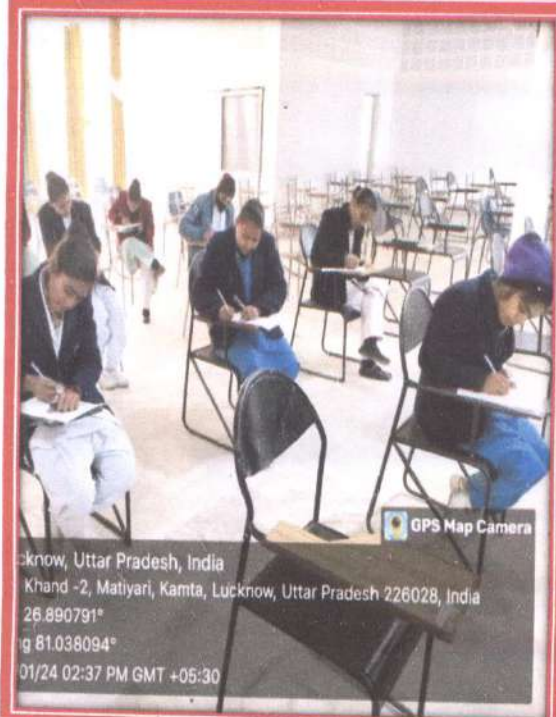 GPS Map Camera
cknow, Uttar Pradesh, India
Khand -2, Matiyari, Kamta, Lucknow, Uttar Pradesh 226028, India
26.890791°
ng 81.038094°
01/24 02:37 PM GMT +05:30